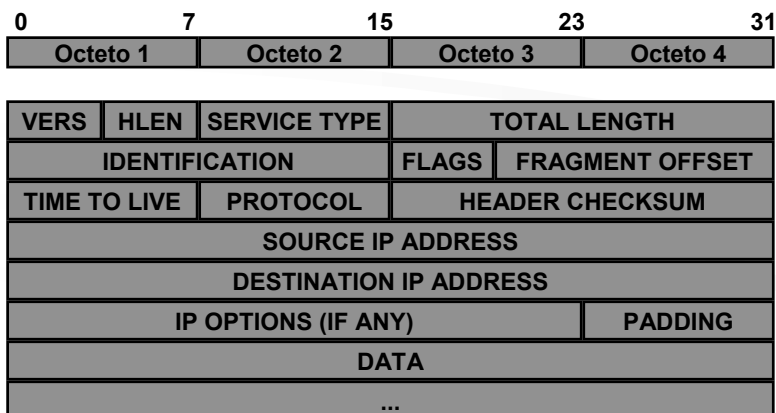 0 7 15 23 31
Octeto 1 Octeto 2 Octeto 3 Octeto 4
VERS HLEN SERVICE TYPE TOTAL LENGTH
IDENTIFICATION FLAGS FRAGMENT OFFSET
TIME TO LIVE PROTOCOL HEADER CHECKSUM
SOURCE IP ADDRESS
DESTINATION IP ADDRESS
IP OPTIONS (IF ANY) PADDING
DATA
...